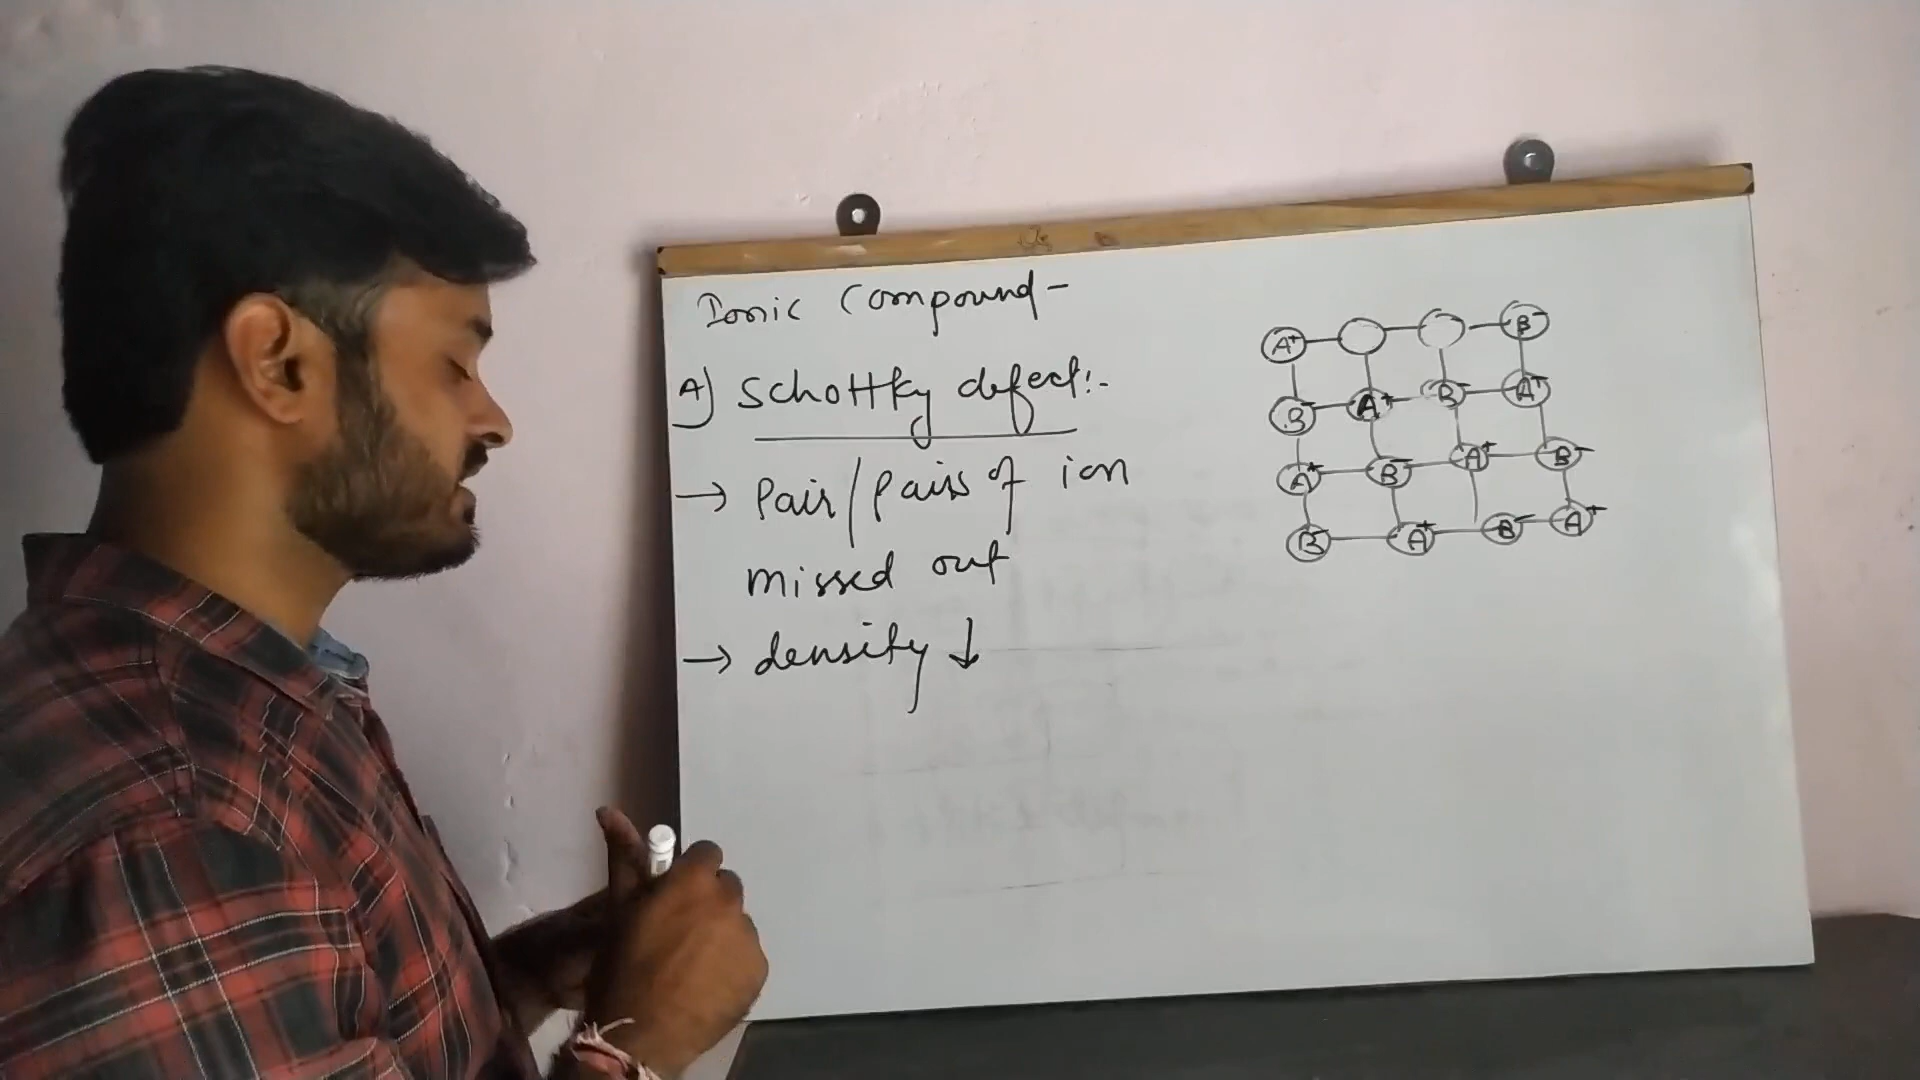 Ionic Compound -
A) Schottky defect:-
→ Pair/pairs of ion
missed out
→ density ↓
A+ B-
B- A+ B- A+
A+ B- A+ B-
B- A+ B- A+